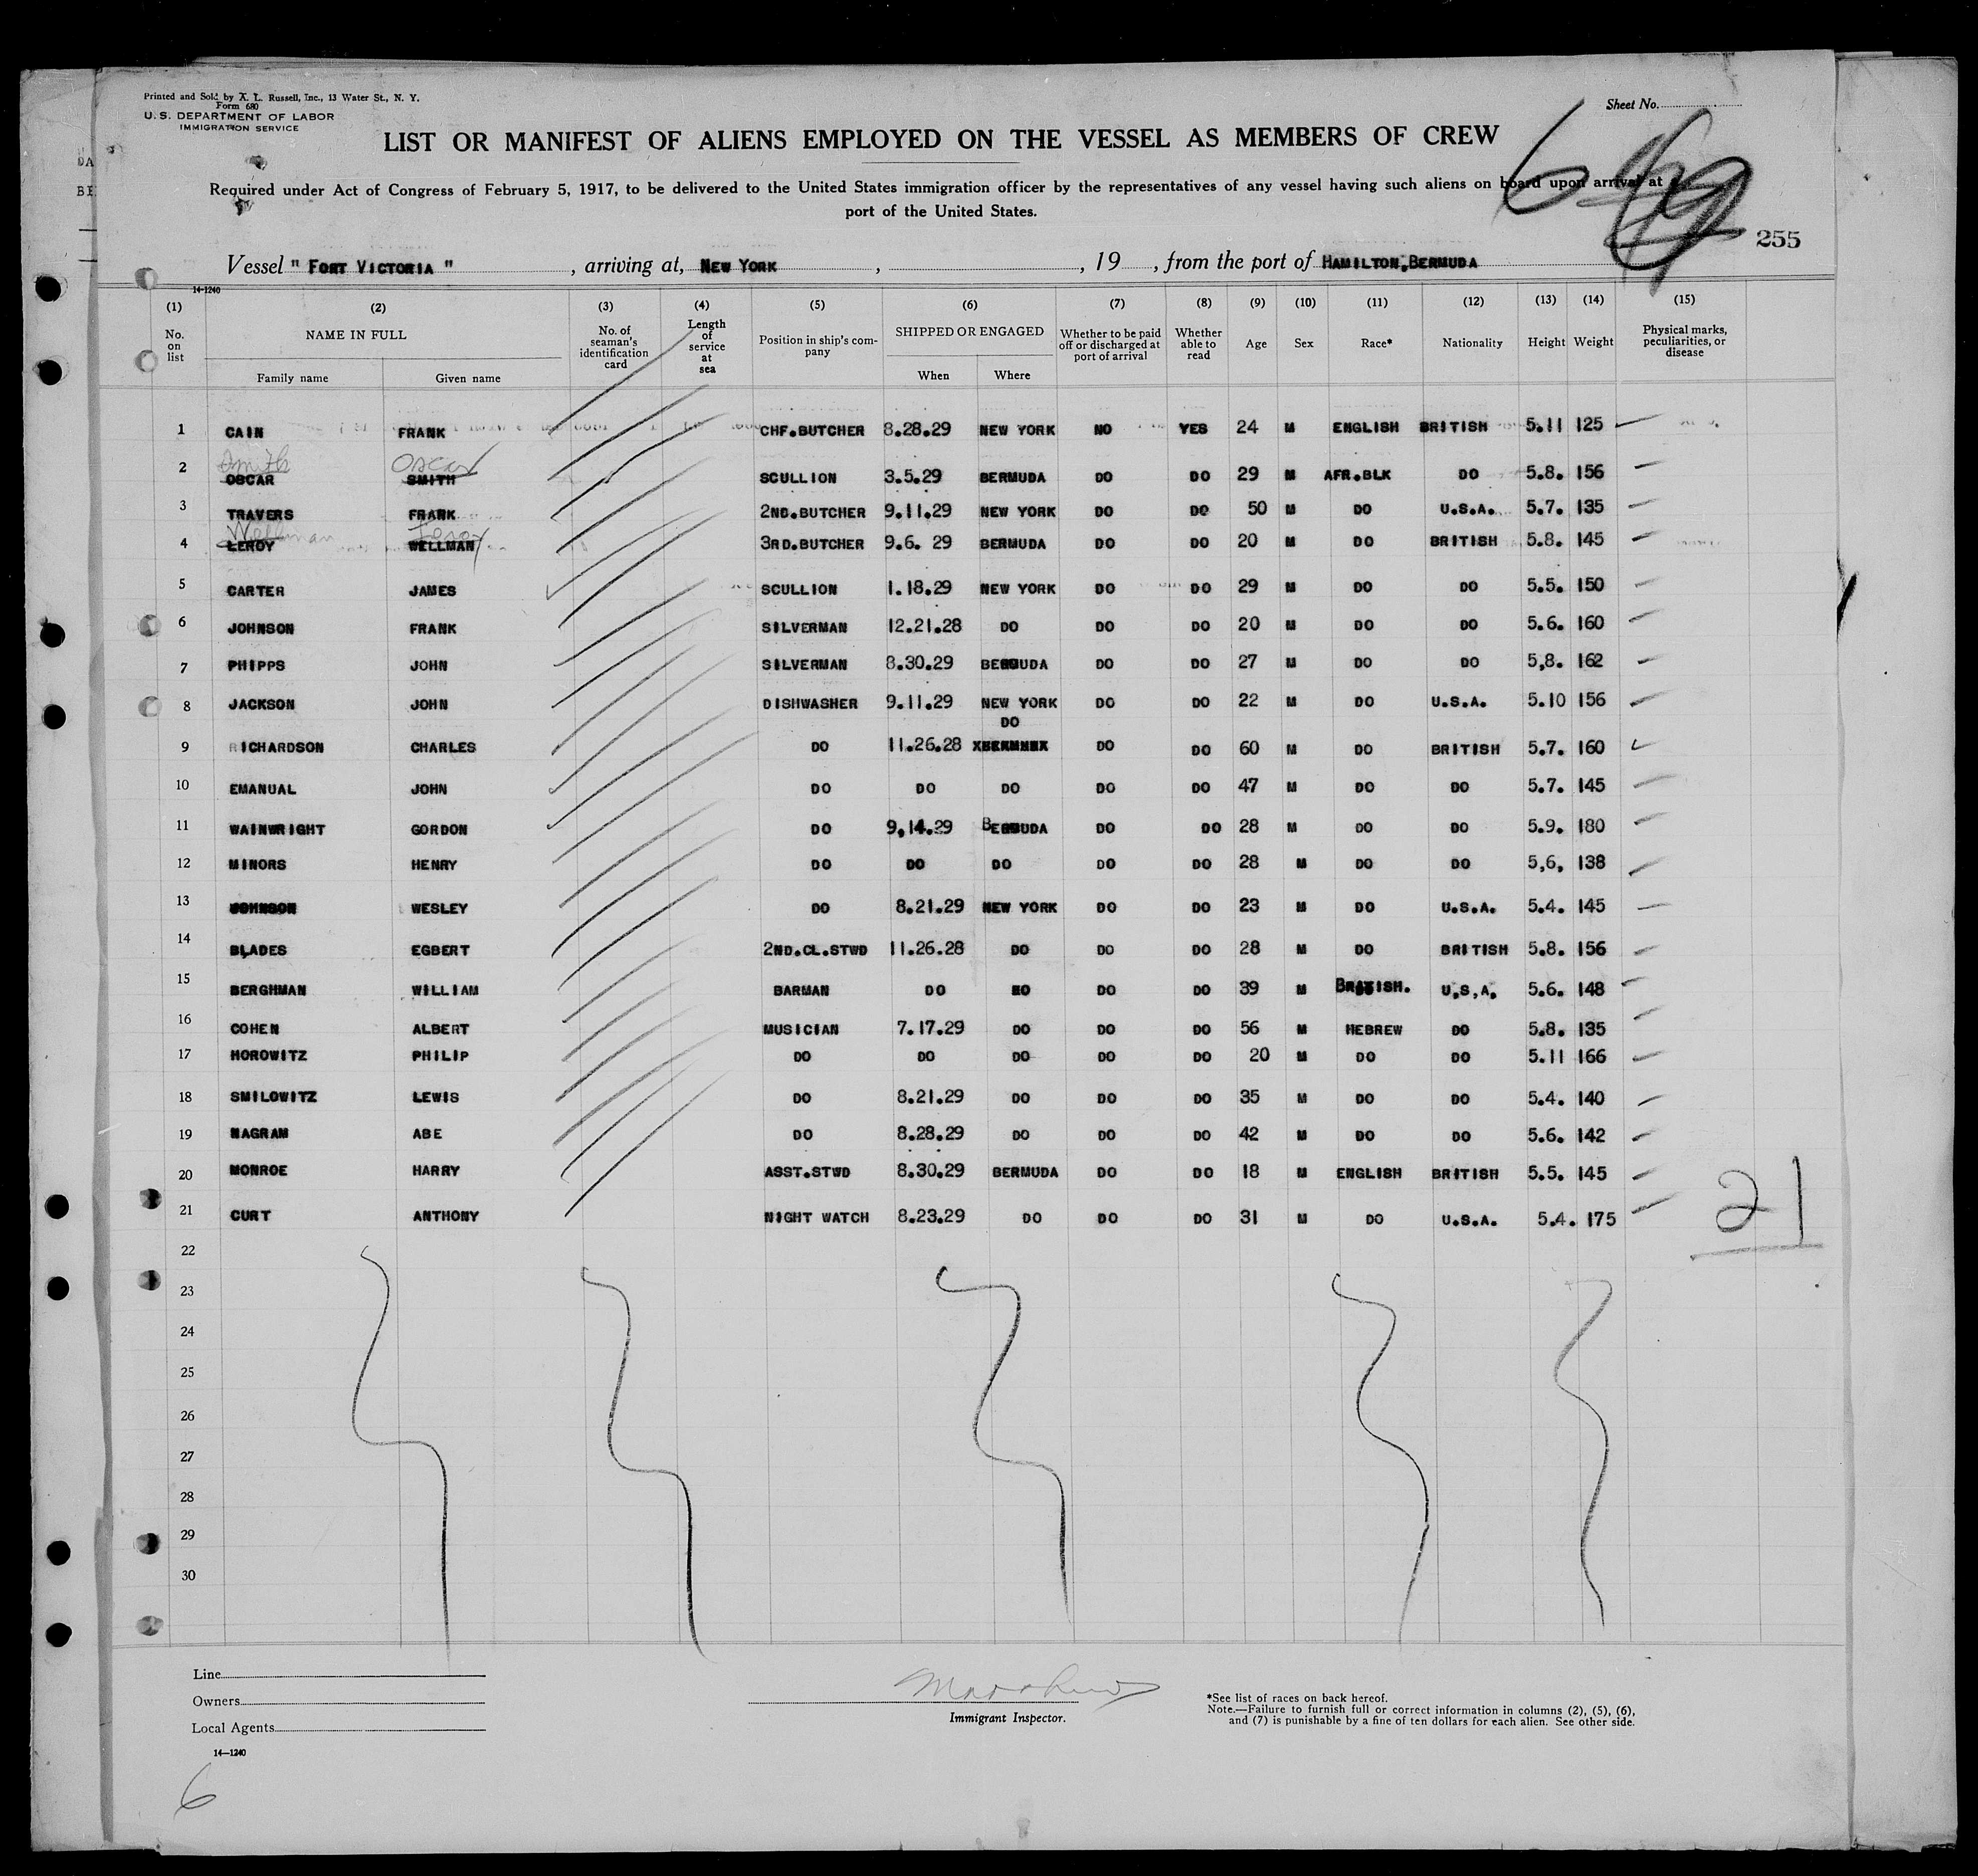 Printed and Sold by A. L. Russell, Inc., 13 Water St., N. Y.
Form 680
U. S. DEPARTMENT OF LABOR
IMMIGRATION SERVICE
Sheet No.
LIST OR MANIFEST OF ALIENS EMPLOYED ON THE VESSEL AS MEMBERS OF CREW
Required under Act of Congress of February 5, 1917, to be delivered to the United States immigration officer by the representatives of any vessel having such aliens on board upon arrival at a
port of the United States.
6
255
Vessel " FORT VICTORIA ", arriving at, NEW YORK , , 19 , from the port of HAMILTON, BERMUDA
14-1240
(1) (2) (3) (4) (5) (6) (7) (8) (9) (10) (11) (12) (13) (14) (15)
No. on list NAME IN FULL No. of seaman's identification card Length of service at sea Position in ship's company SHIPPED OR ENGAGED Whether to be paid off or discharged at port of arrival Whether able to read Age Sex Race* Nationality Height Weight Physical marks, peculiarities, or disease
Family name Given name When Where
1 CAIN FRANK CHF.BUTCHER 8.28.29 NEW YORK NO YES 24 M ENGLISH BRITISH 5.11 125
Smith Oscar
2 OSCAR SMITH SCULLION 3.5.29 BERMUDA DO DO 29 M AFR.BLK DO 5.8. 156
3 TRAVERS FRANK 2ND.BUTCHER 9.11.29 NEW YORK DO DO 50 M DO U.S.A. 5.7. 135
Wellman Leroy
4 LEROY WELLMAN 3RD.BUTCHER 9.6. 29 BERMUDA DO DO 20 M DO BRITISH 5.8. 145
5 CARTER JAMES SCULLION 1.18.29 NEW YORK DO DO 29 M DO DO 5.5. 150
6 JOHNSON FRANK SILVERMAN 12.21.28 DO DO DO 20 M DO DO 5.6. 160
7 PHIPPS JOHN SILVERMAN 8.30.29 BERMUDA DO DO 27 M DO DO 5,8. 162
8 JACKSON JOHN DISHWASHER 9.11.29 NEW YORK DO DO 22 M DO U.S.A. 5.10 156
DO
9 RICHARDSON CHARLES DO 11.26.28 DO DO 60 M DO BRITISH 5.7. 160
10 EMANUAL JOHN DO DO DO DO DO 47 M DO DO 5.7. 145
11 WAINWRIGHT GORDON DO 9,14.29 BERMUDA DO DO 28 M DO DO 5.9. 180
12 MINORS HENRY DO DO DO DO DO 28 M DO DO 5,6, 138
13 JOHNSON WESLEY DO 8.21.29 NEW YORK DO DO 23 M DO U.S.A. 5.4. 145
14 BLADES EGBERT 2ND.CL.STWD 11.26.28 DO DO DO 28 M DO BRITISH 5.8. 156
15 BERGHMAN WILLIAM BARMAN DO DO DO DO 39 M BRITISH. U.S.A. 5.6. 148
16 COHEN ALBERT MUSICIAN 7.17.29 DO DO DO 56 M HEBREW DO 5.8. 135
17 HOROWITZ PHILIP DO DO DO DO DO 20 M DO DO 5.11 166
18 SMILOWITZ LEWIS DO 8.21.29 DO DO DO 35 M DO DO 5.4. 140
19 NAGRAM ABE DO 8.28.29 DO DO DO 42 M DO DO 5.6. 142
20 MONROE HARRY ASST.STWD 8.30.29 BERMUDA DO DO 18 M ENGLISH BRITISH 5.5. 145
21 CURT ANTHONY NIGHT WATCH 8.23.29 DO DO DO 31 M DO U.S.A. 5.4. 175
21
22
23
24
25
26
27
28
29
30
Line
Owners
Local Agents
14—1240
Immigrant Inspector.
*See list of races on back hereof.
Note.—Failure to furnish full or correct information in columns (2), (5), (6),
and (7) is punishable by a fine of ten dollars for each alien. See other side.
6